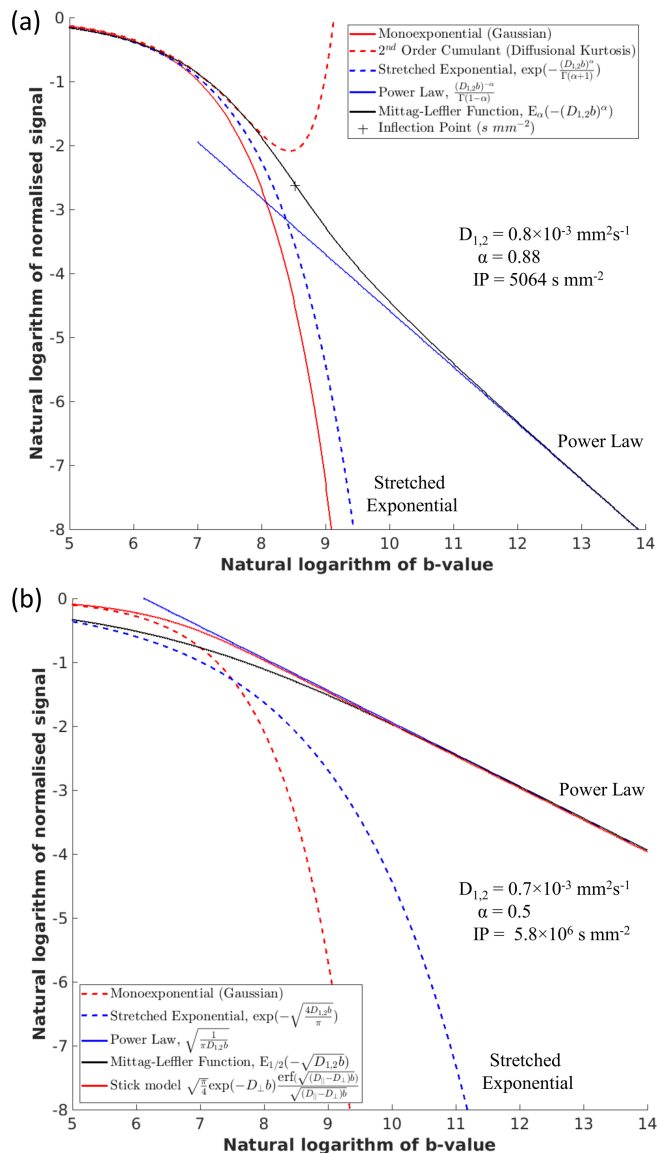 (a)
0
-1
-2
-3
-4
-5
-6
-7
-8
Natural logarithm of normalised signal
Monoexponential (Gaussian)
2nd Order Cumulant (Diffusional Kurtosis)
Stretched Exponential, exp(−(D1,2b)^α/Γ(α+1))
Power Law, (D1,2b)^−α/Γ(1−α)
Mittag-Leffler Function, Eα(−(D1,2b)^α)
+ Inflection Point (s mm−2)
D1,2 = 0.8×10-3 mm2s-1
α = 0.88
IP = 5064 s mm-2
Power Law
Stretched
Exponential
5 6 7 8 9 10 11 12 13 14
Natural logarithm of b-value
(b)
0
-1
-2
-3
-4
-5
-6
-7
-8
Natural logarithm of normalised signal
Power Law
D1,2 = 0.7×10-3 mm2s-1
α = 0.5
IP = 5.8×106 s mm-2
Monoexponential (Gaussian)
Stretched Exponential, exp(−√(4D1,2b/π))
Power Law, √(1/(πD1,2b))
Mittag-Leffler Function, E1/2(−√(D1,2b))
Stick model √(π/4)exp(−D⊥b) erf(√((D||−D⊥)b))/√((D||−D⊥)b)
Stretched
Exponential
5 6 7 8 9 10 11 12 13 14
Natural logarithm of b-value